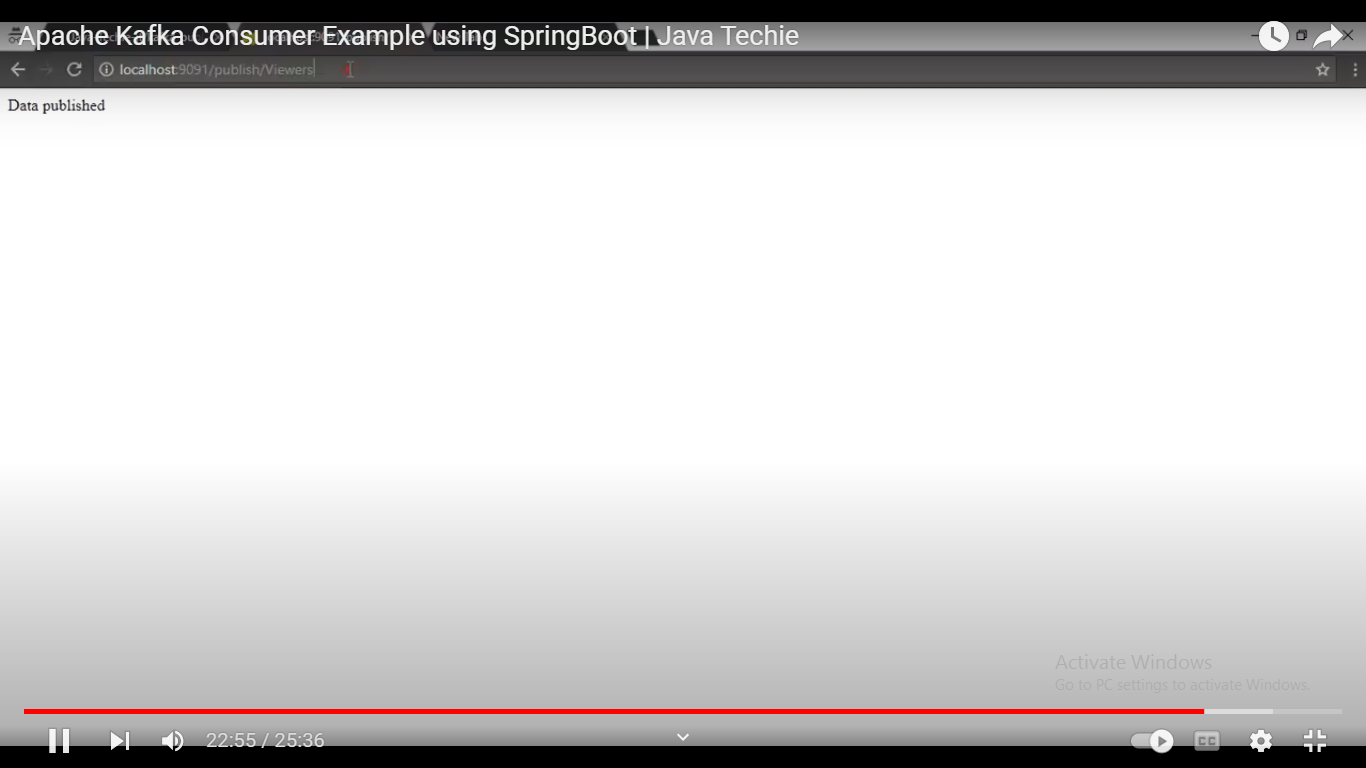 Apache Kafka Consumer Example using SpringBoot | Java Techie
localhost:9091/publish/Viewers
Data published
Activate Windows
Go to PC settings to activate Windows.
22:55 / 25:36
CC